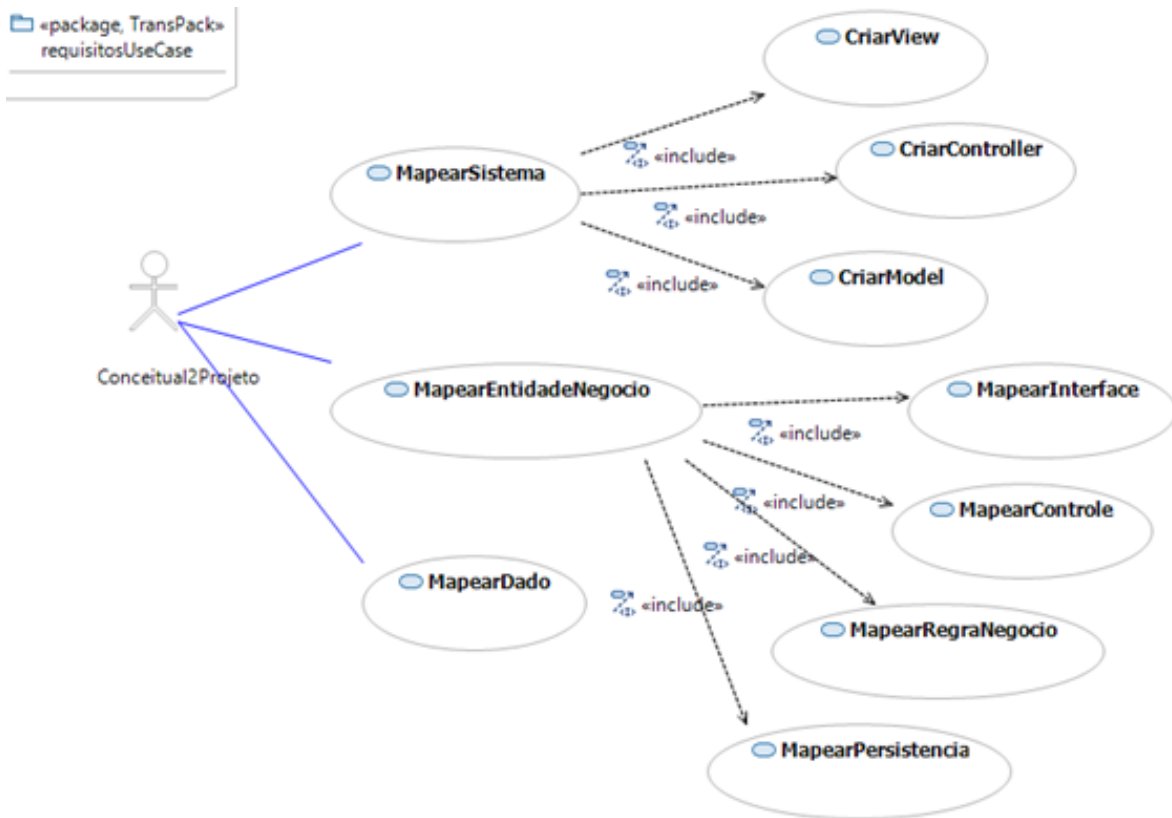 «package, TransPack»
requisitosUseCase
CriarView
«include»
CriarController
MapearSistema
«include»
«include»
CriarModel
Conceitual2Projeto
MapearEntidadeNegocio
MapearInterface
«include»
«include»
MapearControle
«include»
MapearDado
«include»
MapearRegraNegocio
MapearPersistencia